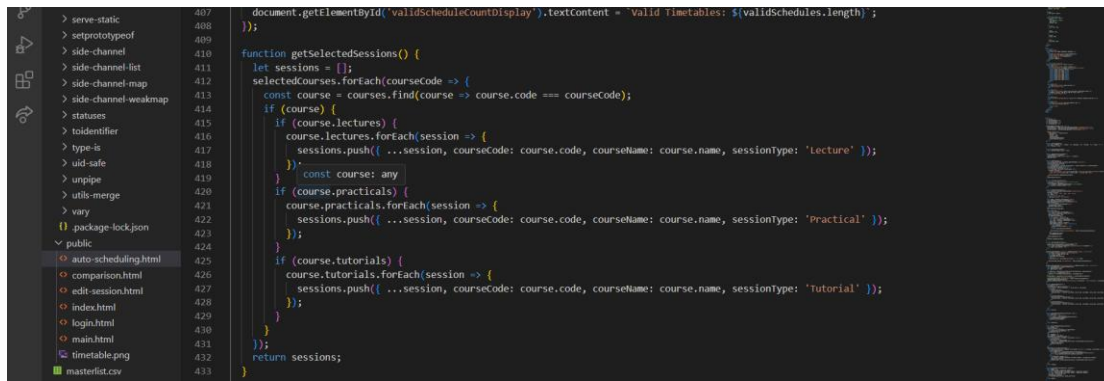 serve-static
setprototypeof
side-channel
side-channel-list
side-channel-map
side-channel-weakmap
statuses
toidentifier
type-is
uid-safe
unpipe
utils-merge
vary
{} .package-lock.json
public
<> auto-scheduling.html
<> comparison.html
<> edit-session.html
<> index.html
<> login.html
<> main.html
timetable.png
masterlist.csv
407 document.getElementById('validScheduleCountDisplay').textContent = `Valid Timetables: ${validSchedules.length}`;
408 });
409
410 function getSelectedSessions() {
411 let sessions = [];
412 selectedCourses.forEach(courseCode => {
413 const course = courses.find(course => course.code === courseCode);
414 if (course) {
415 if (course.lectures) {
416 course.lectures.forEach(session => {
417 sessions.push({ ...session, courseCode: course.code, courseName: course.name, sessionType: 'Lecture' });
418 });
const course: any
419 }
420 if (course.practicals) {
421 course.practicals.forEach(session => {
422 sessions.push({ ...session, courseCode: course.code, courseName: course.name, sessionType: 'Practical' });
423 });
424 }
425 if (course.tutorials) {
426 course.tutorials.forEach(session => {
427 sessions.push({ ...session, courseCode: course.code, courseName: course.name, sessionType: 'Tutorial' });
428 });
429 }
430 }
431 });
432 return sessions;
433 }